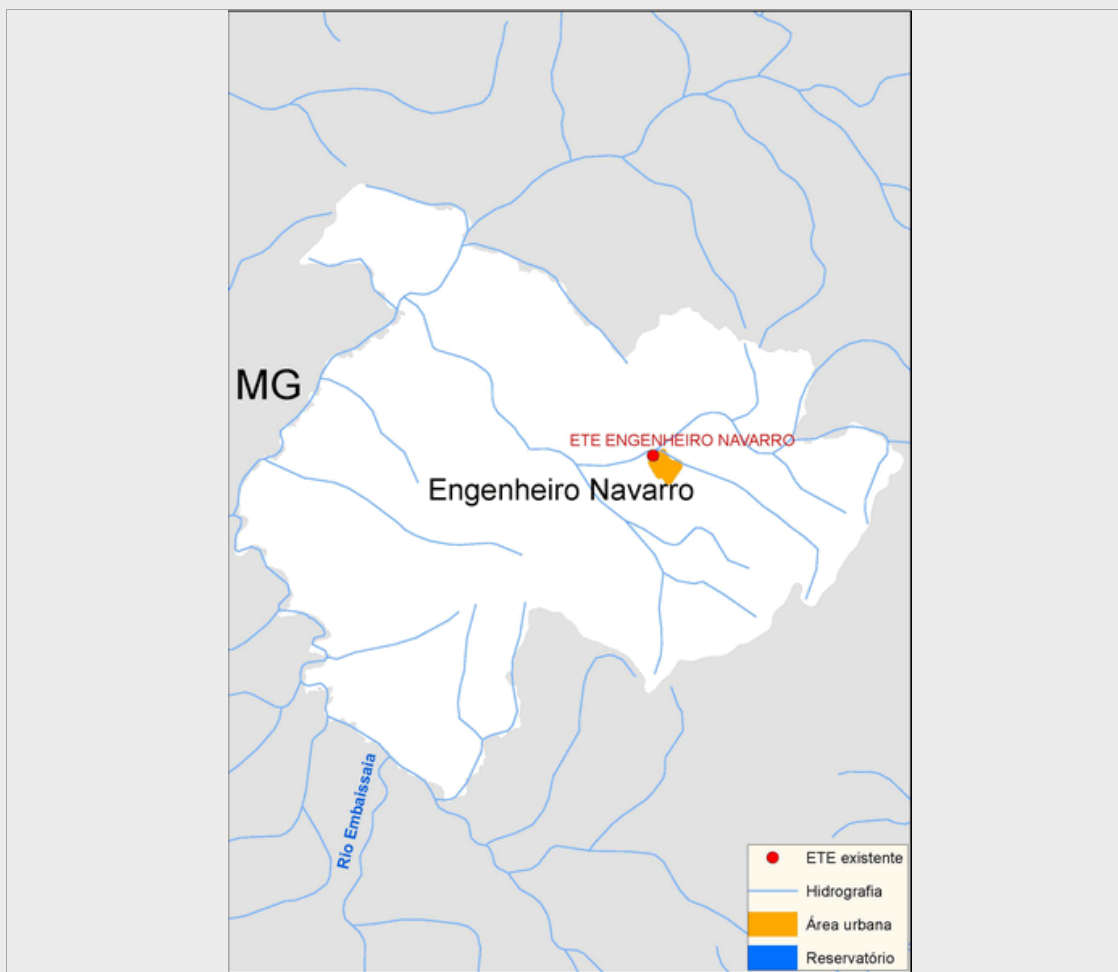 MG
ETE ENGENHEIRO NAVARRO
Engenheiro Navarro
Rio Embaissaia
ETE existente
Hidrografia
Área urbana
Reservatório